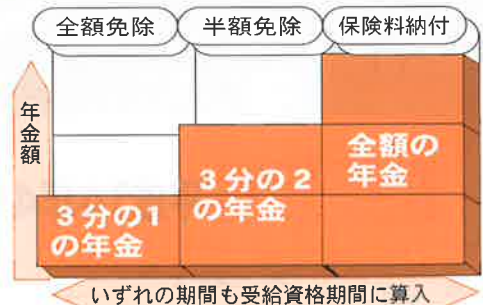 全額免除
半額免除
保険料納付
年金額
3分の1
の年金
3分の2
の年金
全額の
年金
いずれの期間も受給資格期間に算入